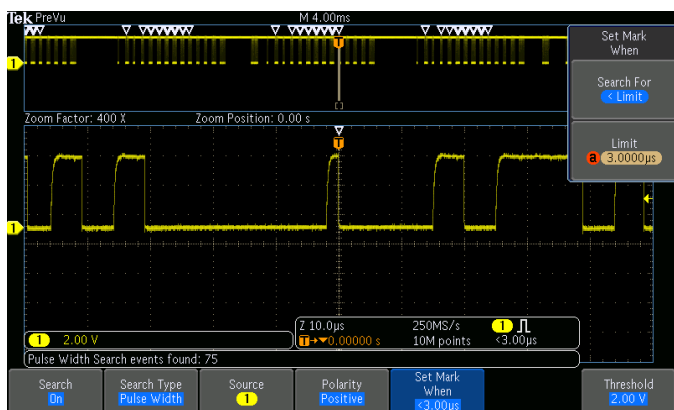 Tek PreVu
M 4.00ms
Set Mark
When
Search For
< Limit
Limit
a 3.0000µs
T
1
Zoom Factor: 400 X Zoom Position: 0.00 s
T
1
1 2.00 V
Z 10.0µs 250MS/s 1
T→▼0.00000 s 10M points <3.00µs
Pulse Width Search events found: 75
Search
On
Search Type
Pulse Width
Source
1
Polarity
Positive
Set Mark
When
<3.00µs
Threshold
2.00 V